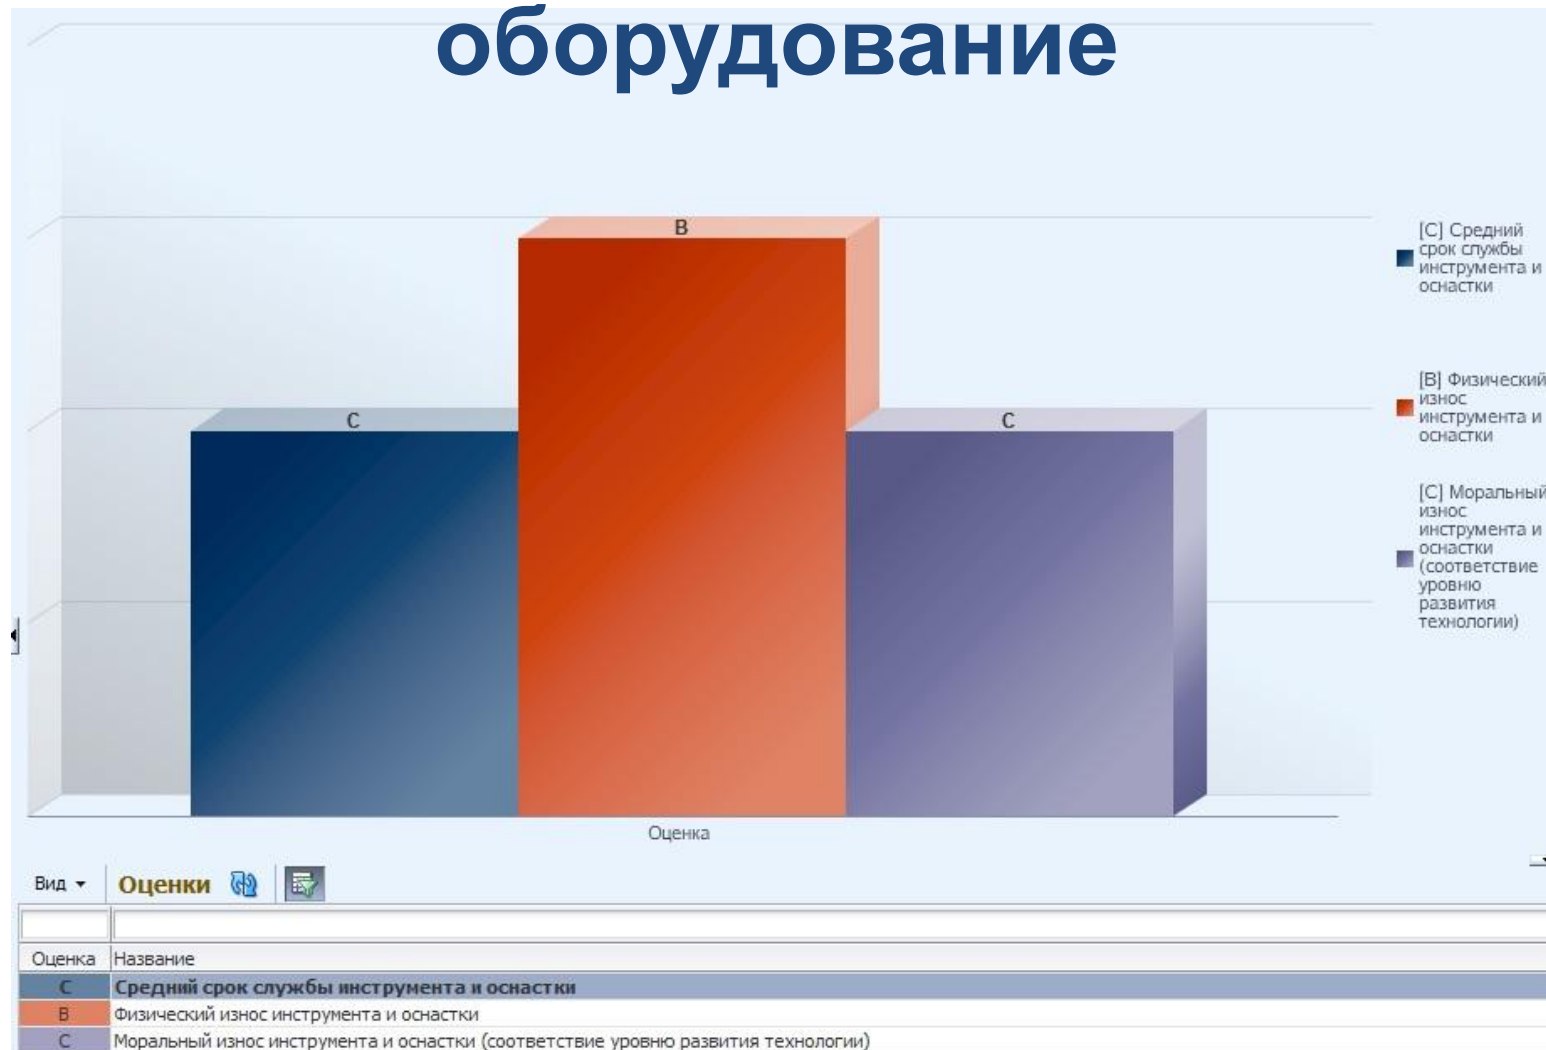 оборудование
B
C
C
[C] Средний
срок службы
инструмента и
оснастки
[B] Физический
износ
инструмента и
оснастки
[C] Моральный
износ
инструмента и
оснастки
(соответствие
уровню
развития
технологии)
Оценка
Вид
Оценки
Оценка Название
C Средний срок службы инструмента и оснастки
B Физический износ инструмента и оснастки
C Моральный износ инструмента и оснастки (соответствие уровню развития технологии)